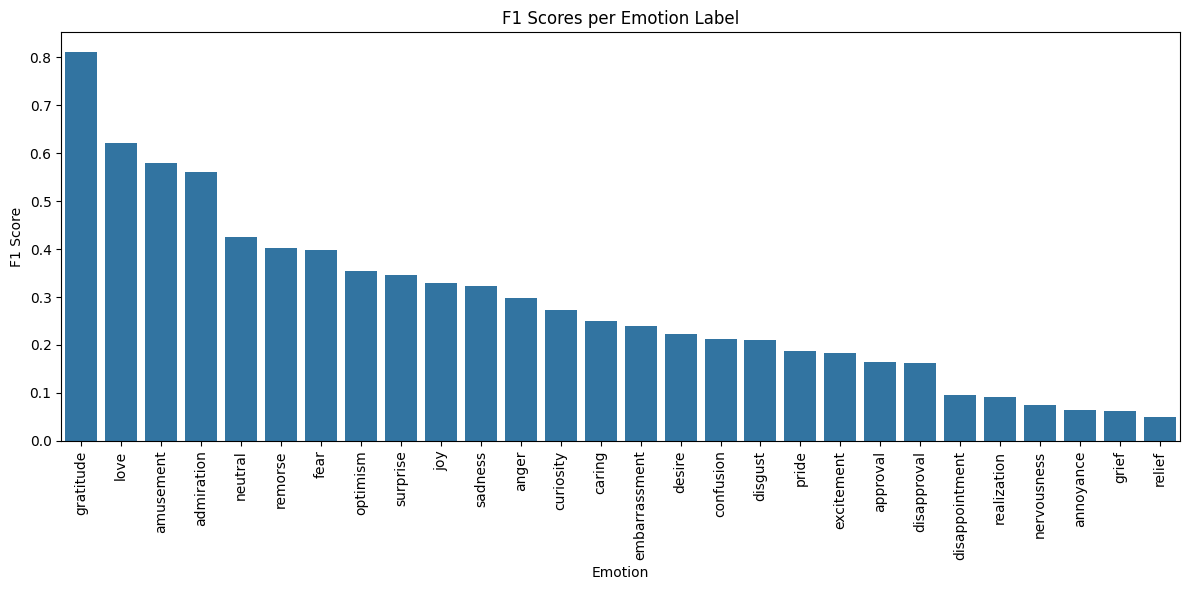 F1 Scores per Emotion Label
F1 Score
0.8
0.7
0.6
0.5
0.4
0.3
0.2
0.1
0.0
gratitude
love
amusement
admiration
neutral
remorse
fear
optimism
surprise
joy
sadness
anger
curiosity
caring
embarrassment
desire
confusion
disgust
pride
excitement
approval
disapproval
disappointment
realization
nervousness
annoyance
grief
relief
Emotion